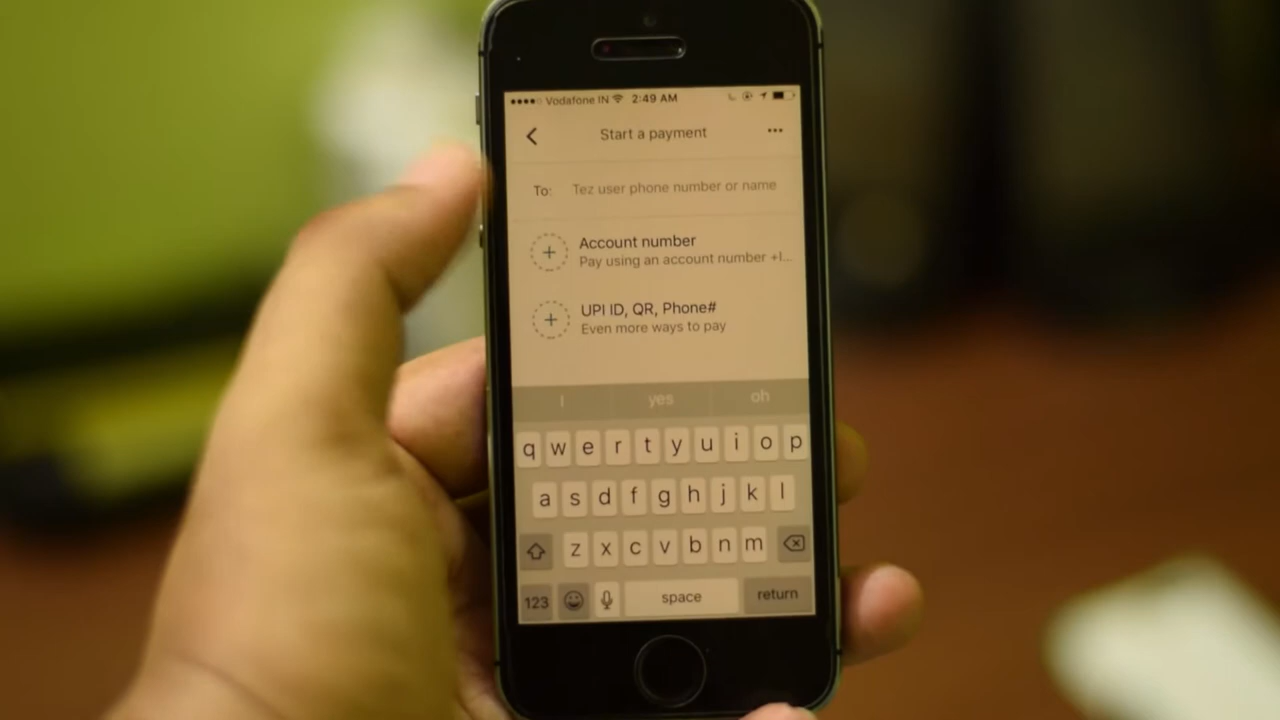 Vodafone IN 2:49 AM
Start a payment
To: Tez user phone number or name
Account number
Pay using an account number +l...
UPI ID, QR, Phone#
Even more ways to pay
I yes oh
q w e r t y u i o p
a s d f g h j k l
z x c v b n m
123 space return